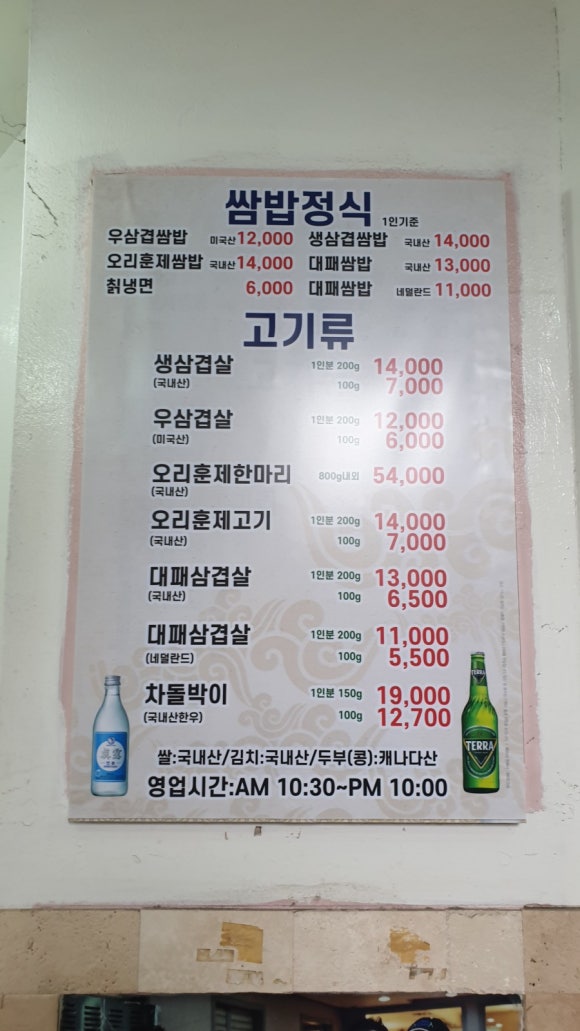 쌈밥정식 1인기준
우삼겹쌈밥 미국산 12,000 생삼겹쌈밥 국내산 14,000
오리훈제쌈밥 국내산 14,000 대패쌈밥 국내산 13,000
칡냉면 6,000 대패쌈밥 네덜란드 11,000
고기류
생삼겹살 1인분 200g 14,000
(국내산) 100g 7,000
우삼겹살 1인분 200g 12,000
(미국산) 100g 6,000
오리훈제한마리 800g내외 54,000
(국내산)
오리훈제고기 1인분 200g 14,000
(국내산) 100g 7,000
대패삼겹살 1인분 200g 13,000
(국내산) 100g 6,500
대패삼겹살 1인분 200g 11,000
(네덜란드) 100g 5,500
차돌박이 1인분 150g 19,000
(국내산한우) 100g 12,700
眞露
TERRA
TERRA
쌀:국내산/김치:국내산/두부(콩):캐나다산
영업시간:AM 10:30~PM 10:00